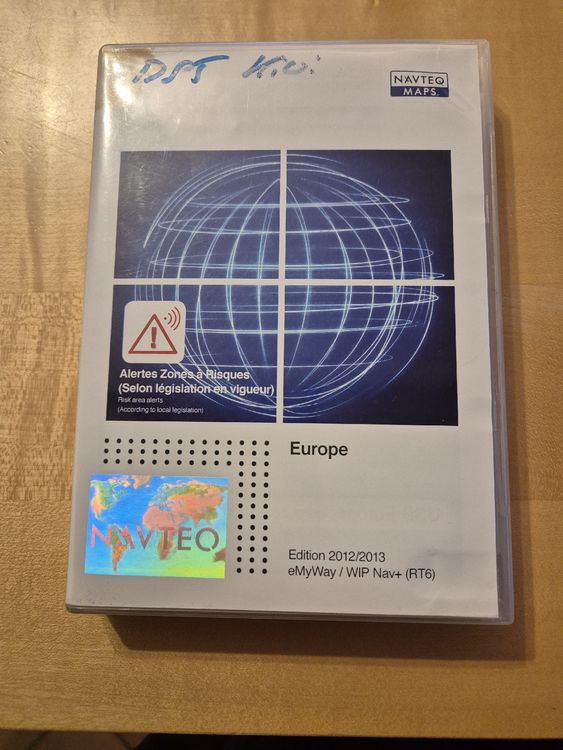 NAVTEQ
MAPS
Alertes Zones à Risques
(Selon législation en vigueur)
Risk area alerts
(According to local legislation)
Europe
NAVTEQ
Edition 2012/2013
eMyWay / WIP Nav+ (RT6)